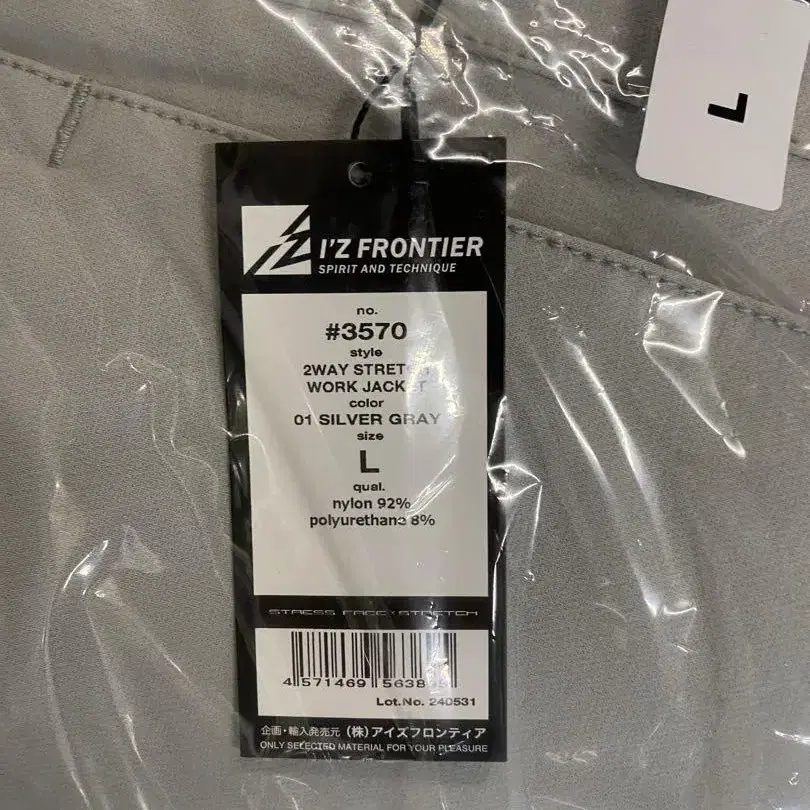 L
I'Z FRONTIER
SPIRIT AND TECHNIQUE
no.
#3570
style
2WAY STRETCH
WORK JACKET
color
01 SILVER GRAY
size
L
qual.
nylon 92%
polyurethane 8%
STRESS FREE × STRETCH
4 571469
Lot.No. 240531
企画・輸入発売元 (株)アイズフロンティア
ONLY SELECTED MATERIAL FOR YOUR PLEASURE